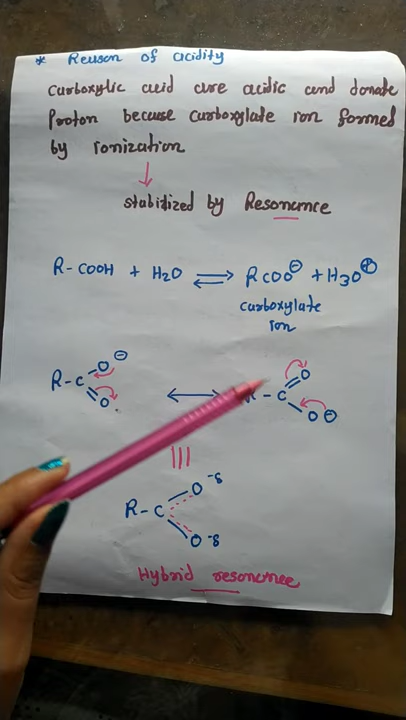 * Reason of acidity
Carboxylic acid are acidic and donate
Proton because carboxylate ion formed
by ionization
↓
stabilized by Resonance
R-COOH + H₂O ⇌ RCOO⊖ + H₃O⊕
carboxylate
ion
O ⊖ O
R-C ↔ - C
O O ⊖
|||
O -δ
R-C
O -δ
Hybrid resonance